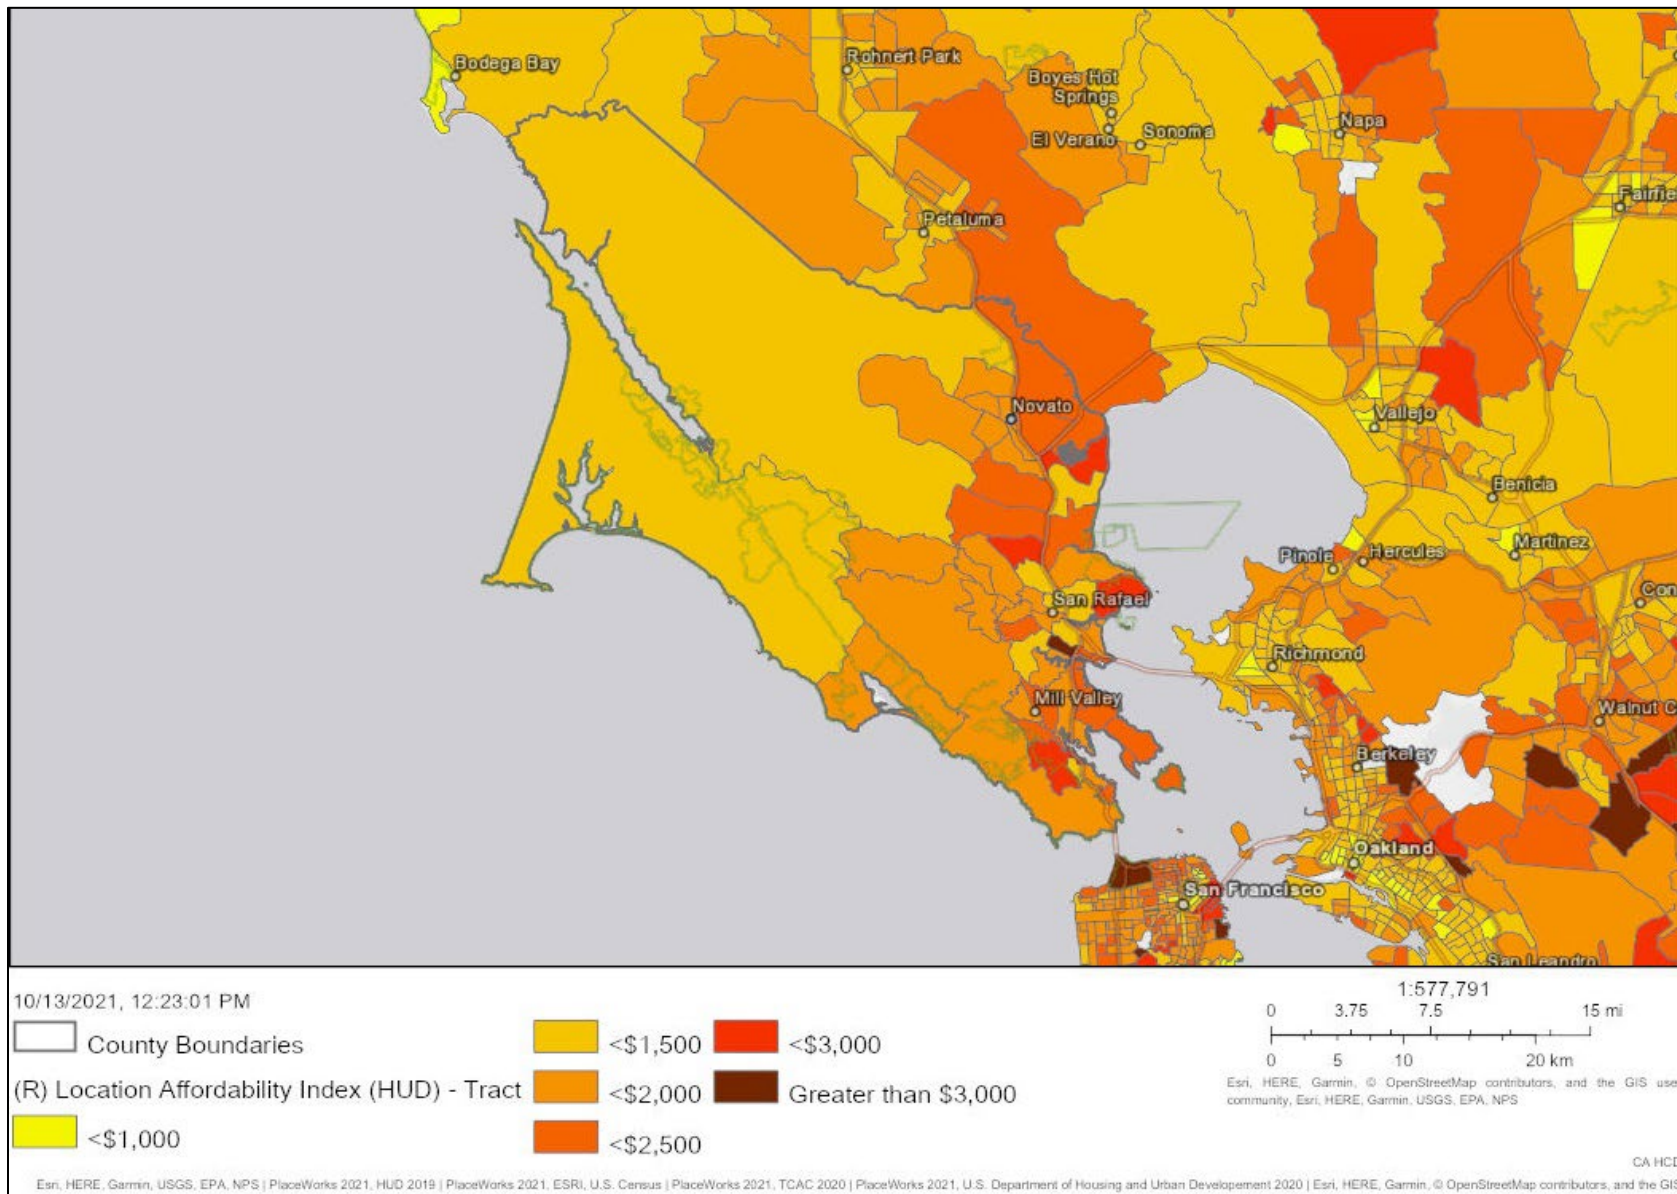 Bodega Bay
Rohnert Park
Boyes Hot
Springs
El Verano
Sonoma
Napa
Fairfie
Petaluma
Novato
Vallejo
Benicia
Martinez
Pinole
Hercules
Con
San Rafael
Richmond
Mill Valley
Walnut C
Berkeley
Oakland
San Francisco
San Leandro
10/13/2021, 12:23:01 PM
County Boundaries
(R) Location Affordability Index (HUD) - Tract
<$1,000
<$1,500
<$2,000
<$2,500
<$3,000
Greater than $3,000
1:577,791
0 3.75 7.5 15 mi
0 5 10 20 km
Esri, HERE, Garmin, © OpenStreetMap contributors, and the GIS use
community, Esri, HERE, Garmin, USGS, EPA, NPS
CA HCD
Esri, HERE, Garmin, USGS, EPA, NPS | PlaceWorks 2021, HUD 2019 | PlaceWorks 2021, ESRI, U.S. Census | PlaceWorks 2021, TCAC 2020 | PlaceWorks 2021, U.S. Department of Housing and Urban Developement 2020 | Esri, HERE, Garmin, © OpenStreetMap contributors, and the GIS